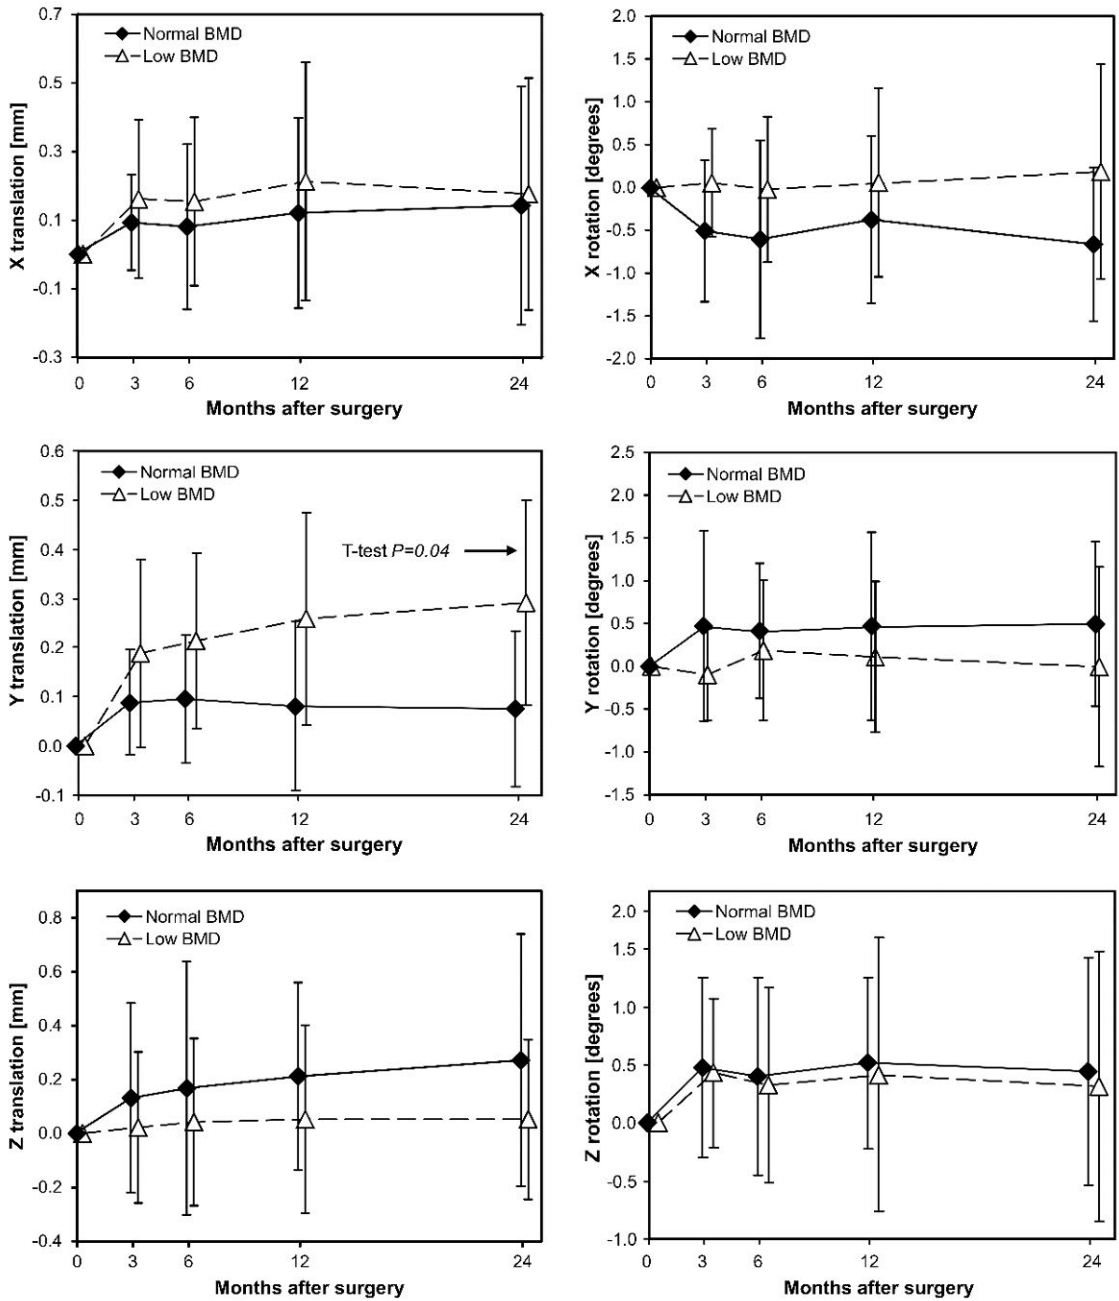 0.7
0.5
0.3
0.1
-0.1
-0.3
X translation [mm]
Normal BMD
Low BMD
0 3 6 12 24
Months after surgery
2.0
1.5
1.0
0.5
0.0
-0.5
-1.0
-1.5
-2.0
X rotation [degrees]
Normal BMD
Low BMD
0 3 6 12 24
Months after surgery
0.6
0.5
0.4
0.3
0.2
0.1
0.0
-0.1
Y translation [mm]
Normal BMD
Low BMD
T-test P=0.04
0 3 6 12 24
Months after surgery
2.5
2.0
1.5
1.0
0.5
0.0
-0.5
-1.0
-1.5
Y rotation [degrees]
Normal BMD
Low BMD
0 3 6 12 24
Months after surgery
0.8
0.6
0.4
0.2
0.0
-0.2
-0.4
Z translation [mm]
Normal BMD
Low BMD
0 3 6 12 24
Months after surgery
2.0
1.5
1.0
0.5
0.0
-0.5
-1.0
Z rotation [degrees]
Normal BMD
Low BMD
0 3 6 12 24
Months after surgery